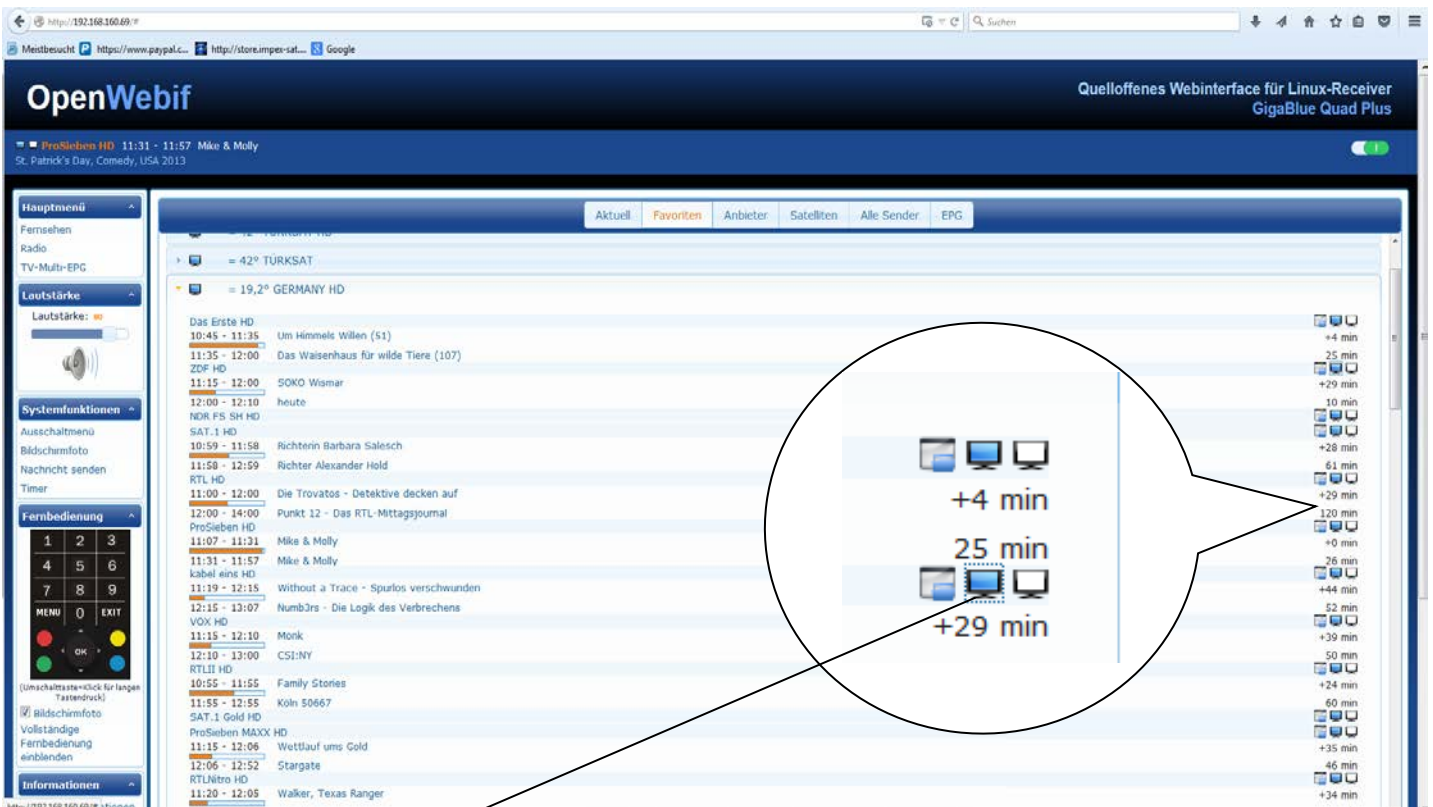 http://192.168.160.69/#
Suchen
Meistbesucht https://www.paypal.c... http://store.impex-sat.... Google
OpenWebif
Quelloffenes Webinterface für Linux-Receiver
GigaBlue Quad Plus
ProSieben HD 11:31 - 11:57 Mike & Molly
St. Patrick's Day, Comedy, USA 2013
Hauptmenü
Fernsehen
Radio
TV-Multi-EPG
Lautstärke
Lautstärke:
Systemfunktionen
Ausschaltmenü
Bildschirmfoto
Nachricht senden
Timer
Fernbedienung
1 2 3
4 5 6
7 8 9
MENU 0 EXIT
OK
(Umschalttaste+Klick für langen
Tastendruck)
Bildschirmfoto
Vollständige
Fernbedienung
einblenden
Informationen
Aktuell Favoriten Anbieter Satelliten Alle Sender EPG
= 42° TÜRKSAT HD
= 42° TÜRKSAT
= 19,2° GERMANY HD
Das Erste HD
10:45 - 11:35 Um Himmels Willen (51) +4 min
11:35 - 12:00 Das Waisenhaus für wilde Tiere (107) 25 min
ZDF HD
11:15 - 12:00 SOKO Wismar +29 min
12:00 - 12:10 heute 10 min
NDR FS SH HD
SAT.1 HD
10:59 - 11:58 Richterin Barbara Salesch +28 min
11:58 - 12:59 Richter Alexander Hold 61 min
RTL HD
11:00 - 12:00 Die Trovatos - Detektive decken auf +29 min
12:00 - 14:00 Punkt 12 - Das RTL-Mittagsjournal 120 min
ProSieben HD
11:07 - 11:31 Mike & Molly +0 min
11:31 - 11:57 Mike & Molly 26 min
kabel eins HD
11:19 - 12:15 Without a Trace - Spurlos verschwunden +44 min
12:15 - 13:07 Numb3rs - Die Logik des Verbrechens 52 min
VOX HD
11:15 - 12:10 Monk +39 min
12:10 - 13:00 CSI:NY 50 min
RTLII HD
10:55 - 11:55 Family Stories +24 min
11:55 - 12:55 Köln 50667 60 min
SAT.1 Gold HD
ProSieben MAXX HD
11:15 - 12:06 Wettlauf ums Gold +35 min
12:06 - 12:52 Stargate 46 min
RTLNitro HD
11:20 - 12:05 Walker, Texas Ranger +34 min
+4 min
25 min
+29 min